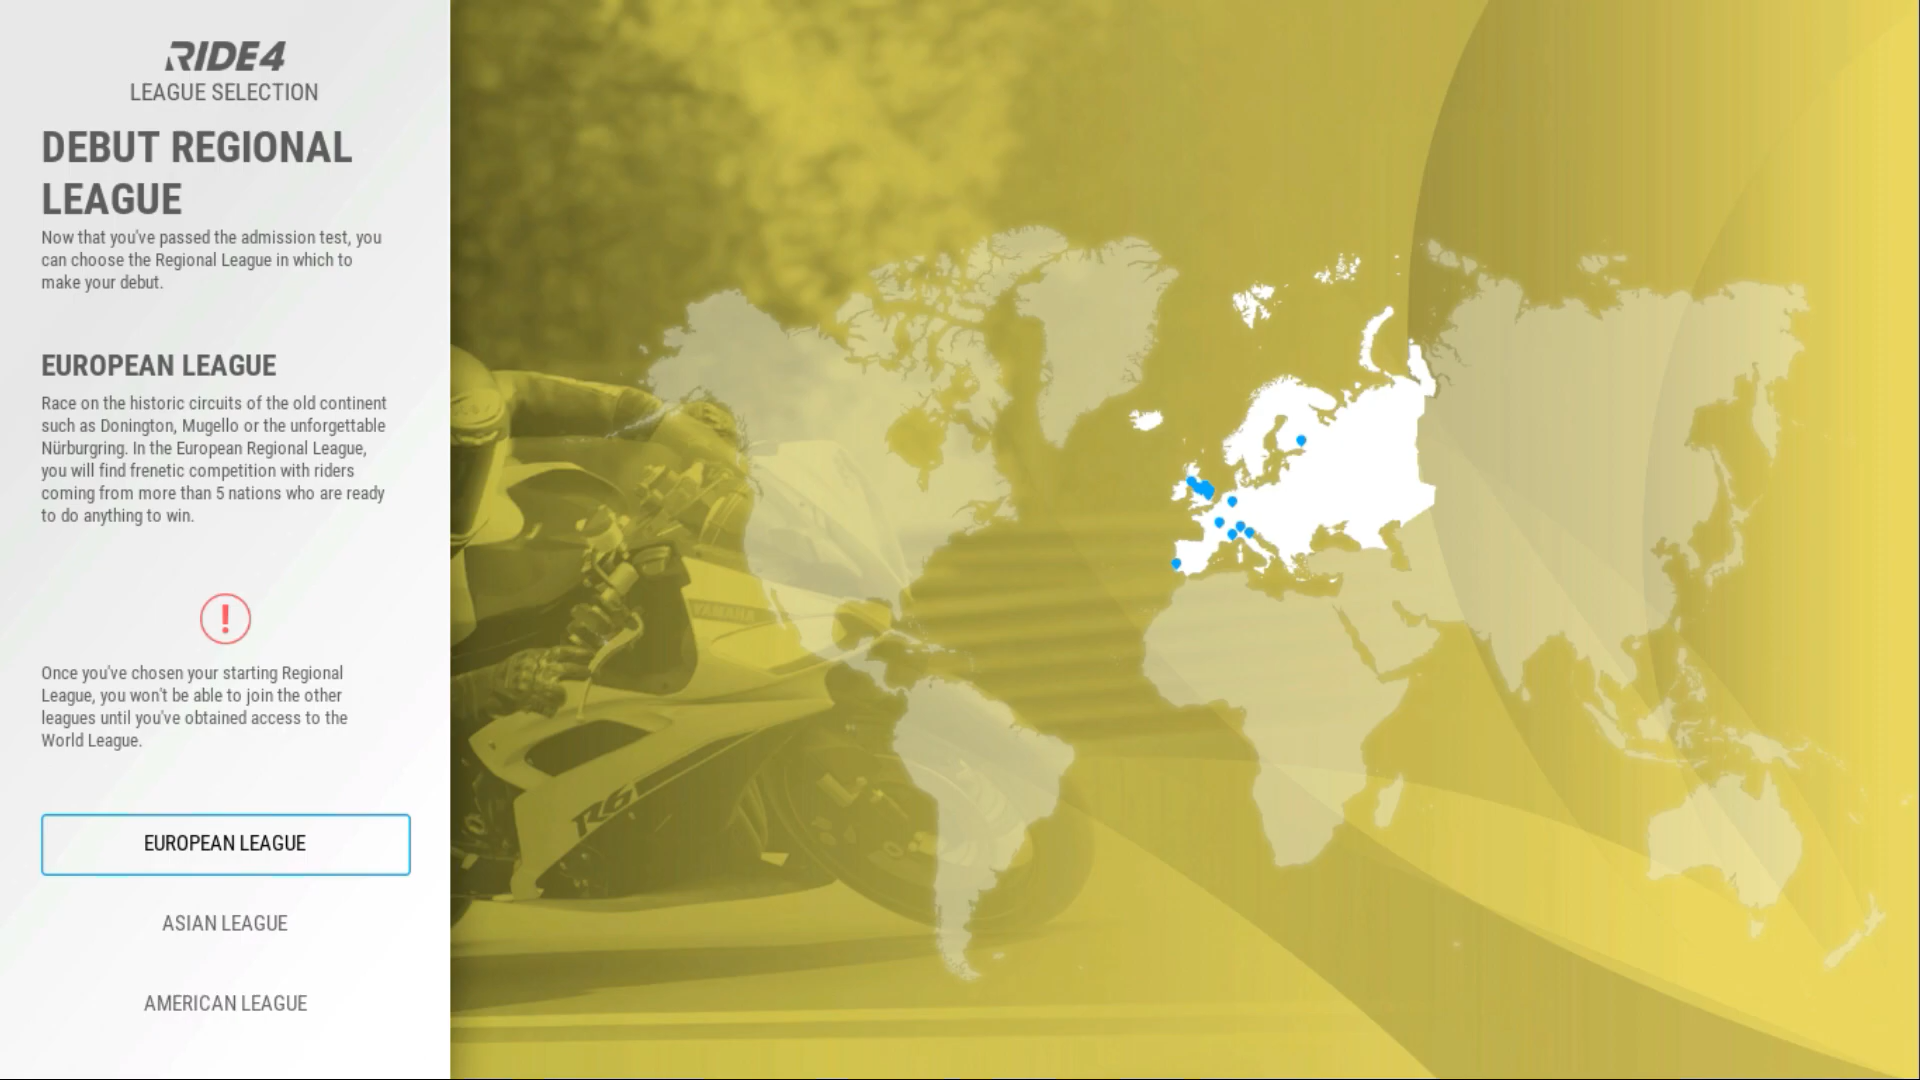 RIDE4
LEAGUE SELECTION
DEBUT REGIONAL
LEAGUE
Now that you've passed the admission test, you
can choose the Regional League in which to
make your debut.
EUROPEAN LEAGUE
Race on the historic circuits of the old continent
such as Donington, Mugello or the unforgettable
Nürburgring. In the European Regional League,
you will find frenetic competition with riders
coming from more than 5 nations who are ready
to do anything to win.
!
Once you've chosen your starting Regional
League, you won't be able to join the other
leagues until you've obtained access to the
World League.
EUROPEAN LEAGUE
ASIAN LEAGUE
AMERICAN LEAGUE
YAMAHA
R6